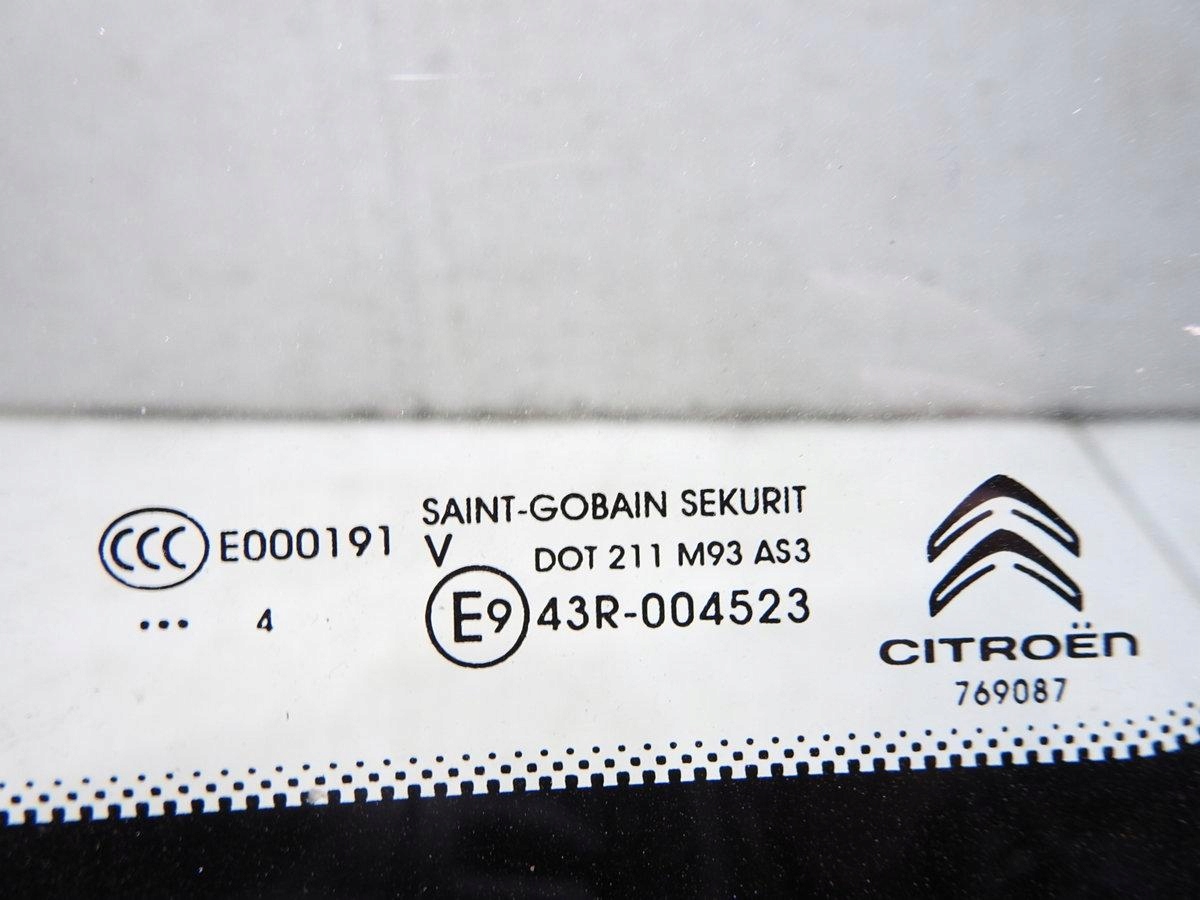 SAINT-GOBAIN SEKURIT
CCC E000191 V DOT 211 M93 AS3
... 4 E9 43R-004523
CITROËN
769087